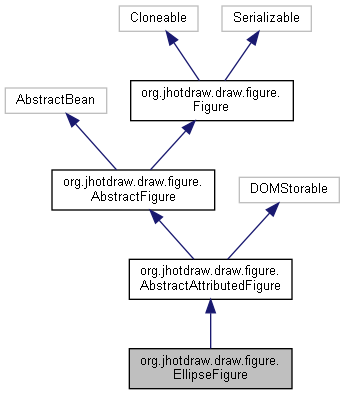 Cloneable
Serializable
org.jhotdraw.draw.figure.
Figure
AbstractBean
org.jhotdraw.draw.figure.
AbstractFigure
DOMStorable
org.jhotdraw.draw.figure.
AbstractAttributedFigure
org.jhotdraw.draw.figure.
EllipseFigure